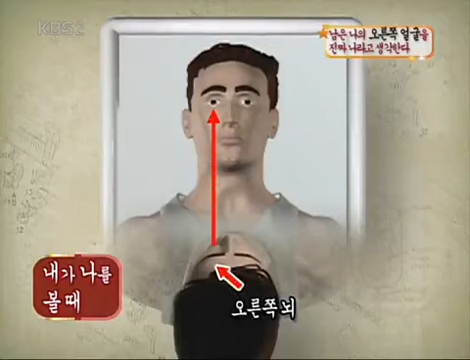 KBS 2
남은 나의 오른쪽 얼굴을
진짜 나라고 생각한다
내가 나를
볼 때
오른쪽 뇌